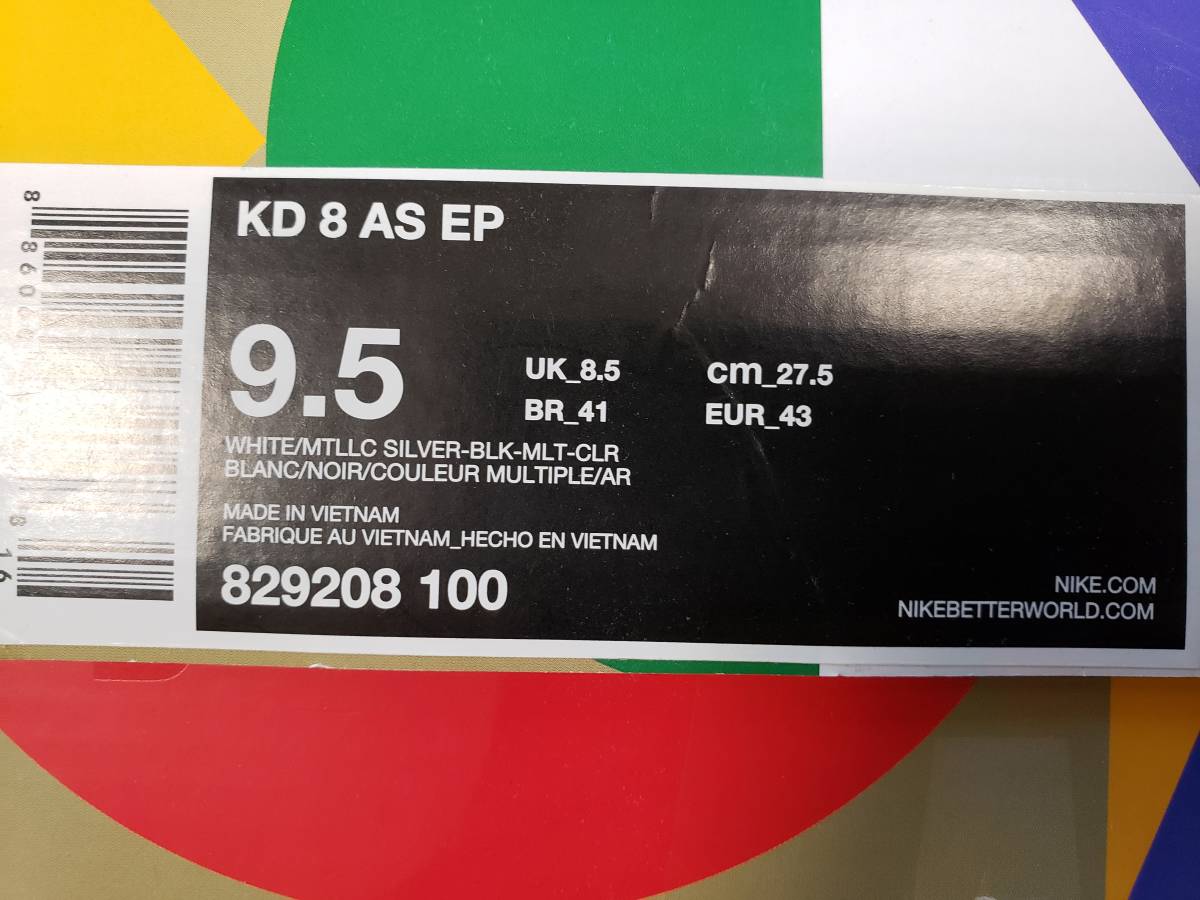 KD 8 AS EP
9.5
UK_8.5
cm_27.5
BR_41
EUR_43
WHITE/MTLLC SILVER-BLK-MLT-CLR
BLANC/NOIR/COULEUR MULTIPLE/AR
MADE IN VIETNAM
FABRIQUE AU VIETNAM_HECHO EN VIETNAM
829208 100
NIKE.COM
NIKEBETTERWORLD.COM